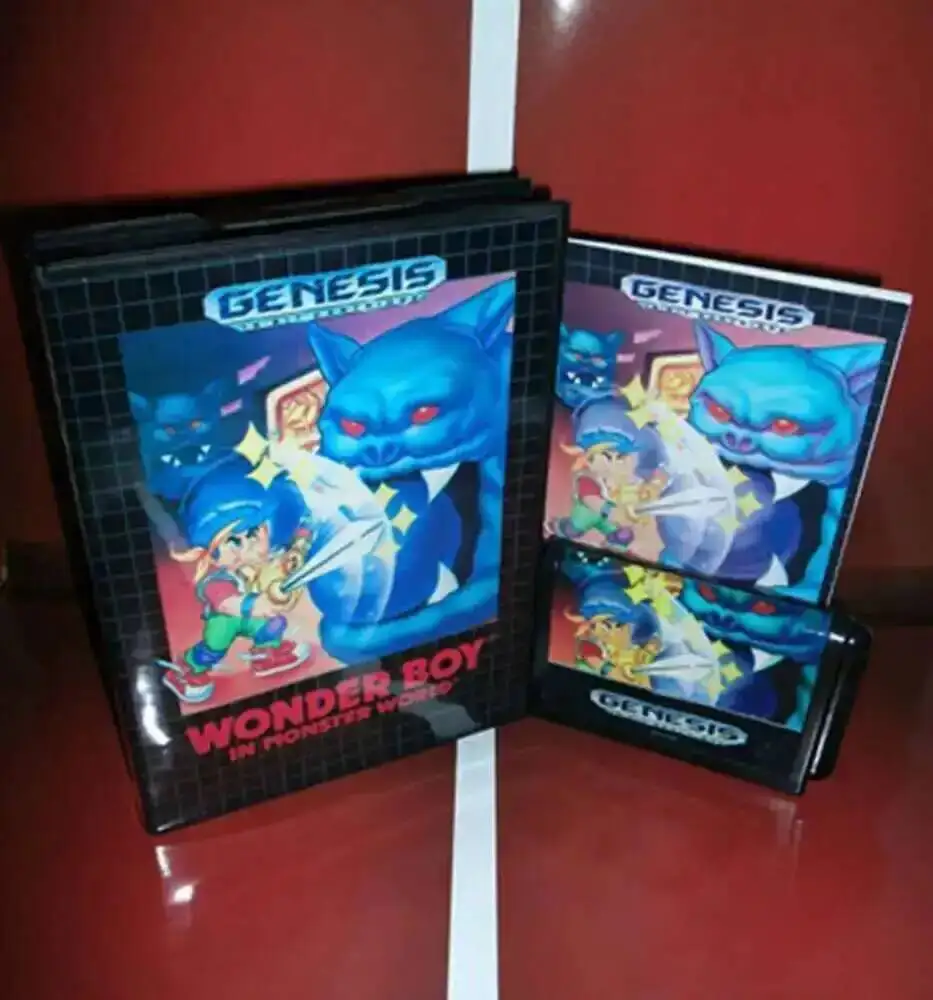 GENESIS
WONDER BOY
IN MONSTER WORLD
GENESIS
GENESIS